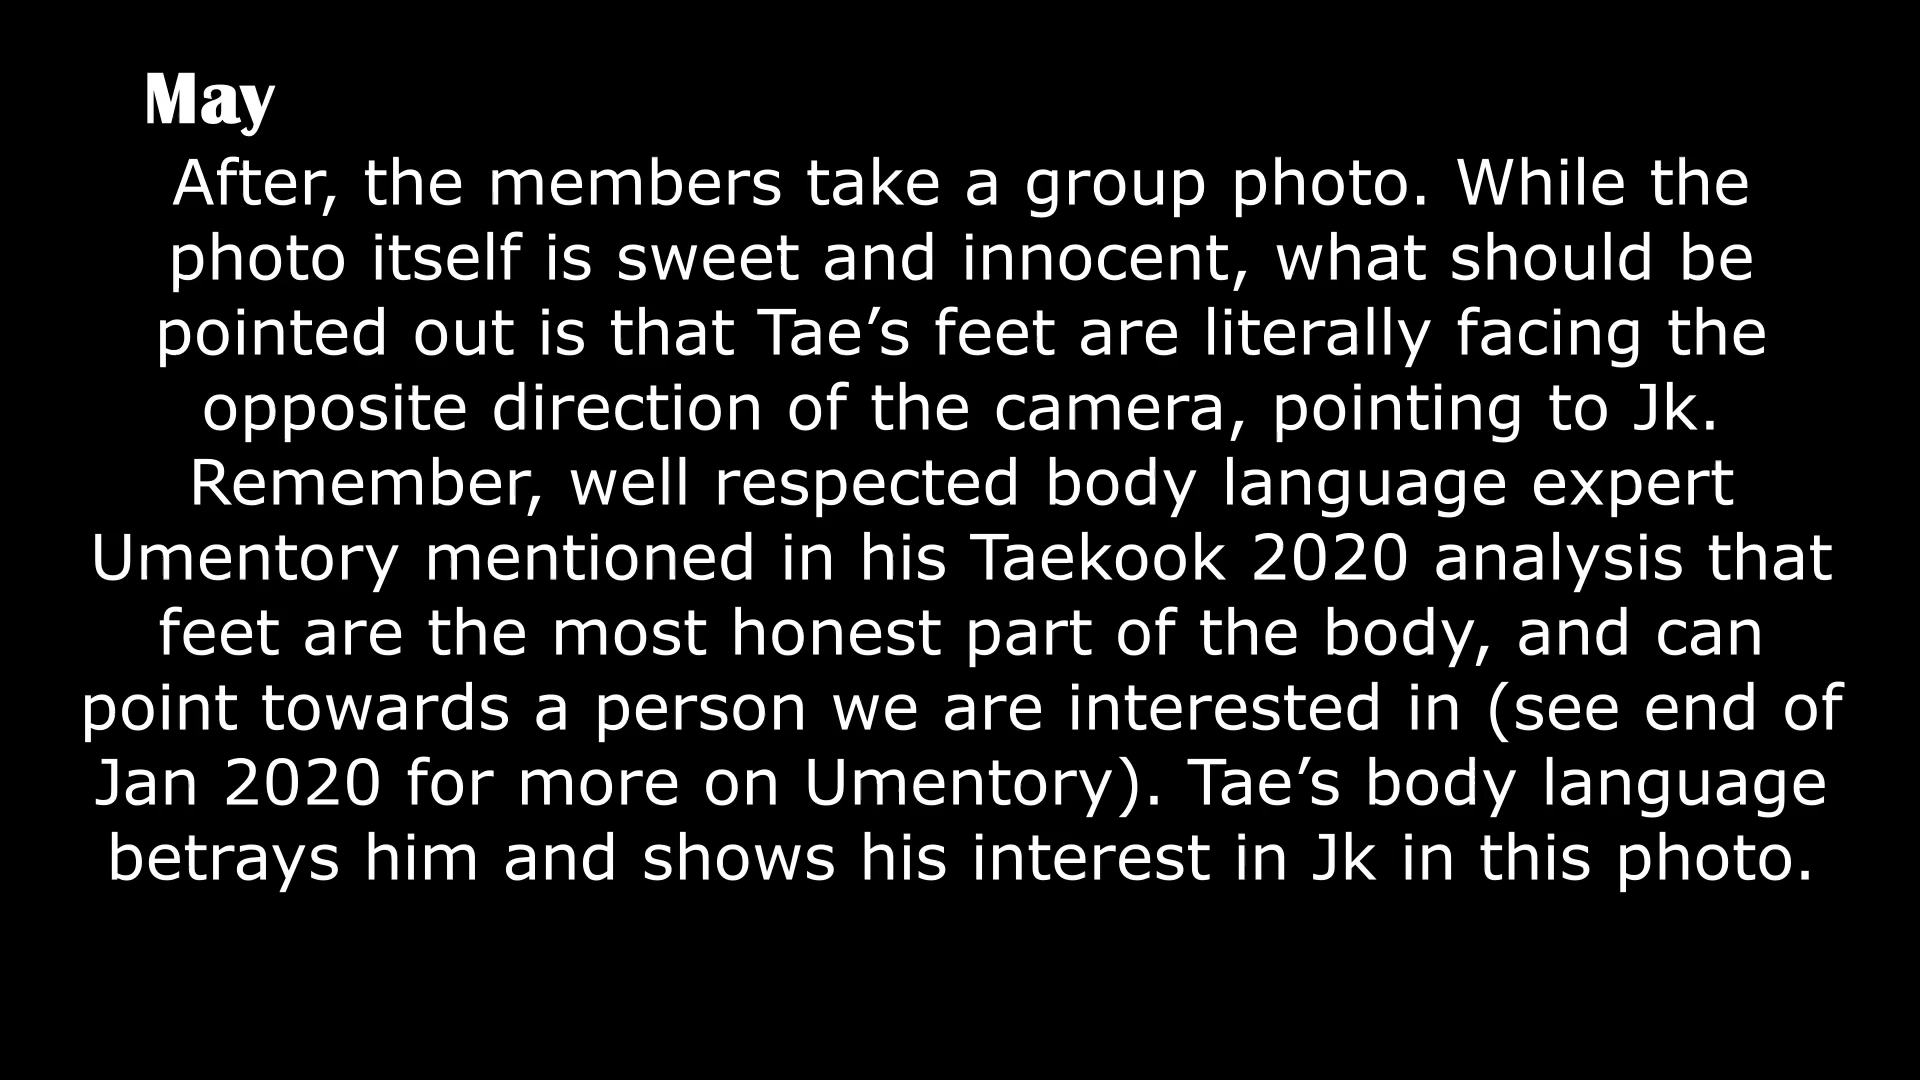 May
After, the members take a group photo. While the
photo itself is sweet and innocent, what should be
pointed out is that Tae’s feet are literally facing the
opposite direction of the camera, pointing to Jk.
Remember, well respected body language expert
Umentory mentioned in his Taekook 2020 analysis that
feet are the most honest part of the body, and can
point towards a person we are interested in (see end of
Jan 2020 for more on Umentory). Tae’s body language
betrays him and shows his interest in Jk in this photo.